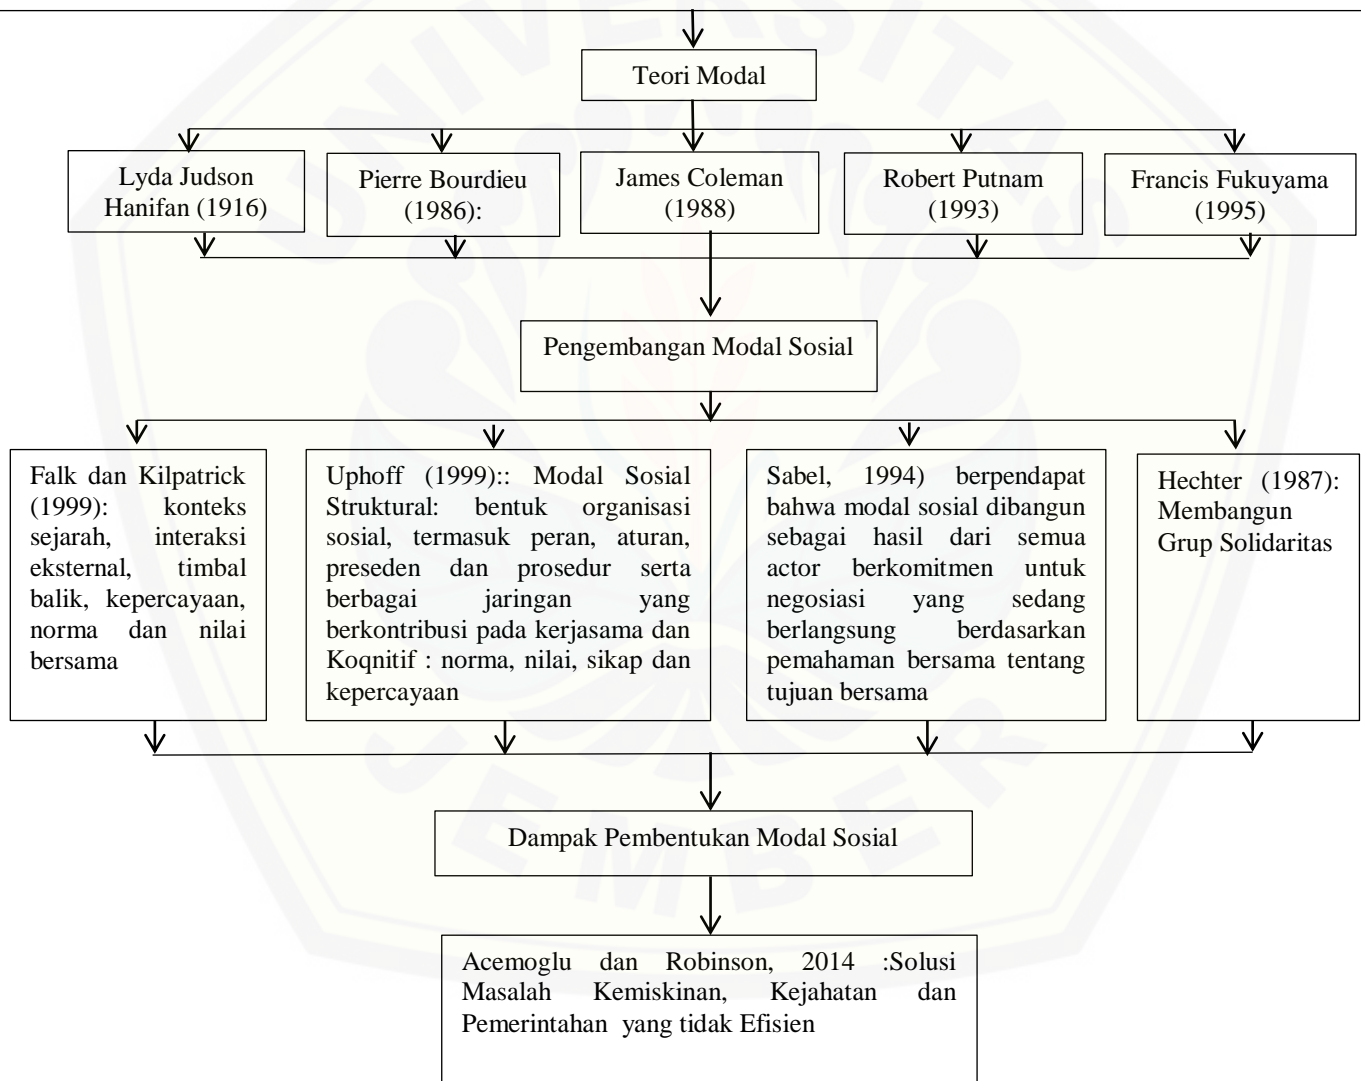 UNIVERSITAS
Teori Modal
Lyda Judson
Hanifan (1916)
Pierre Bourdieu
(1986):
James Coleman
(1988)
Robert Putnam
(1993)
Francis Fukuyama
(1995)
Pengembangan Modal Sosial
Falk dan Kilpatrick
(1999): konteks
sejarah, interaksi
eksternal, timbal
balik, kepercayaan,
norma dan nilai
bersama
Uphoff (1999):: Modal Sosial
Struktural: bentuk organisasi
sosial, termasuk peran, aturan,
preseden dan prosedur serta
berbagai jaringan yang
berkontribusi pada kerjasama dan
Koqnitif : norma, nilai, sikap dan
kepercayaan
Sabel, 1994) berpendapat
bahwa modal sosial dibangun
sebagai hasil dari semua
actor berkomitmen untuk
negosiasi yang sedang
berlangsung berdasarkan
pemahaman bersama tentang
tujuan bersama
Hechter (1987):
Membangun
Grup Solidaritas
Dampak Pembentukan Modal Sosial
Acemoglu dan Robinson, 2014 :Solusi
Masalah Kemiskinan, Kejahatan dan
Pemerintahan yang tidak Efisien
JEMBER